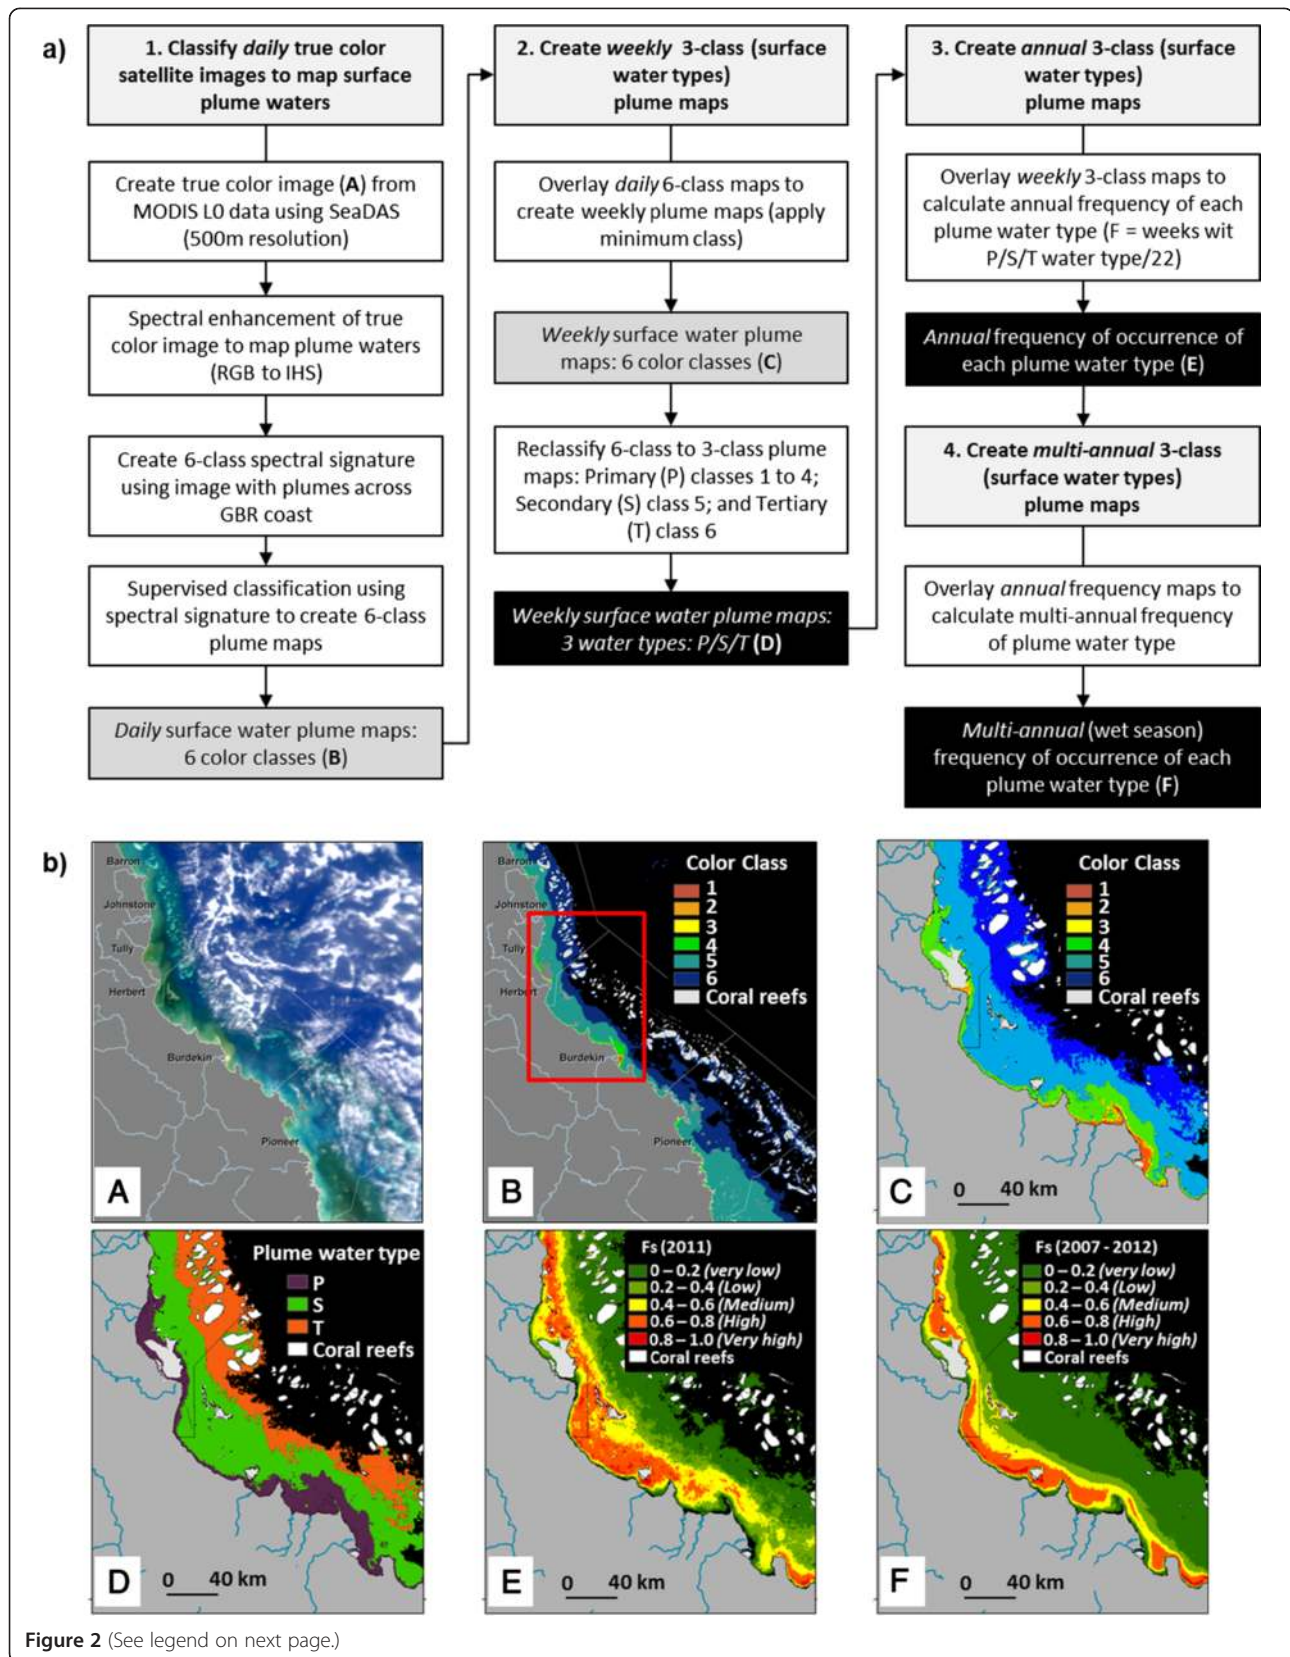 a)
1. Classify daily true color
satellite images to map surface
plume waters
Create true color image (A) from
MODIS L0 data using SeaDAS
(500m resolution)
Spectral enhancement of true
color image to map plume waters
(RGB to IHS)
Create 6-class spectral signature
using image with plumes across
GBR coast
Supervised classification using
spectral signature to create 6-class
plume maps
Daily surface water plume maps:
6 color classes (B)
2. Create weekly 3-class (surface
water types)
plume maps
Overlay daily 6-class maps to
create weekly plume maps (apply
minimum class)
Weekly surface water plume
maps: 6 color classes (C)
Reclassify 6-class to 3-class plume
maps: Primary (P) classes 1 to 4;
Secondary (S) class 5; and Tertiary
(T) class 6
Weekly surface water plume maps:
3 water types: P/S/T (D)
3. Create annual 3-class (surface
water types)
plume maps
Overlay weekly 3-class maps to
calculate annual frequency of each
plume water type (F = weeks wit
P/S/T water type/22)
Annual frequency of occurrence of
each plume water type (E)
4. Create multi-annual 3-class
(surface water types)
plume maps
Overlay annual frequency maps to
calculate multi-annual frequency
of plume water type
Multi-annual (wet season)
frequency of occurrence of each
plume water type (F)
b)
Barron
Johnstone
Tully
Herbert
Burdekin
Pioneer
A
Barron
Johnstone
Tully
Herbert
Burdekin
Pioneer
Color Class
1
2
3
4
5
6
Coral reefs
B
Color Class
1
2
3
4
5
6
Coral reefs
0 40 km
C
Plume water type
P
S
T
Coral reefs
0 40 km
D
Fs (2011)
0 – 0.2 (very low)
0.2 – 0.4 (Low)
0.4 – 0.6 (Medium)
0.6 – 0.8 (High)
0.8 – 1.0 (Very high)
Coral reefs
0 40 km
E
Fs (2007 - 2012)
0 – 0.2 (very low)
0.2 – 0.4 (Low)
0.4 – 0.6 (Medium)
0.6 – 0.8 (High)
0.8 – 1.0 (Very high)
Coral reefs
0 40 km
F
Figure 2 (See legend on next page.)